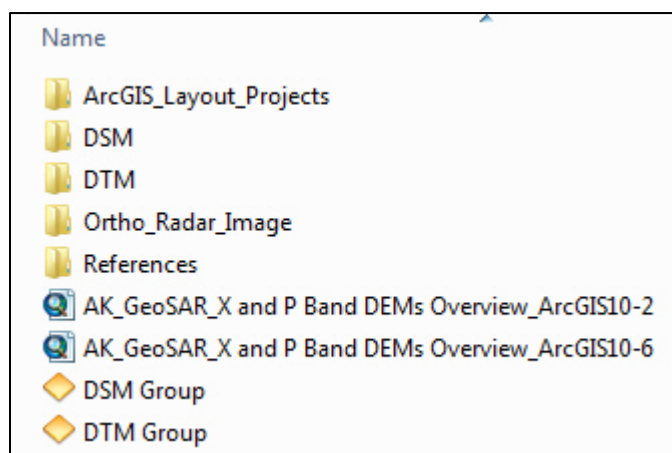 Name
ArcGIS_Layout_Projects
DSM
DTM
Ortho_Radar_Image
References
AK_GeoSAR_X and P Band DEMs Overview_ArcGIS10-2
AK_GeoSAR_X and P Band DEMs Overview_ArcGIS10-6
DSM Group
DTM Group